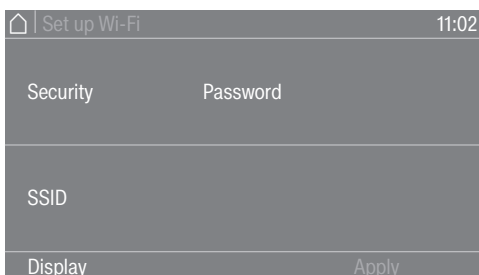 Set up Wi-Fi 11:02
Security Password
SSID
Display Apply